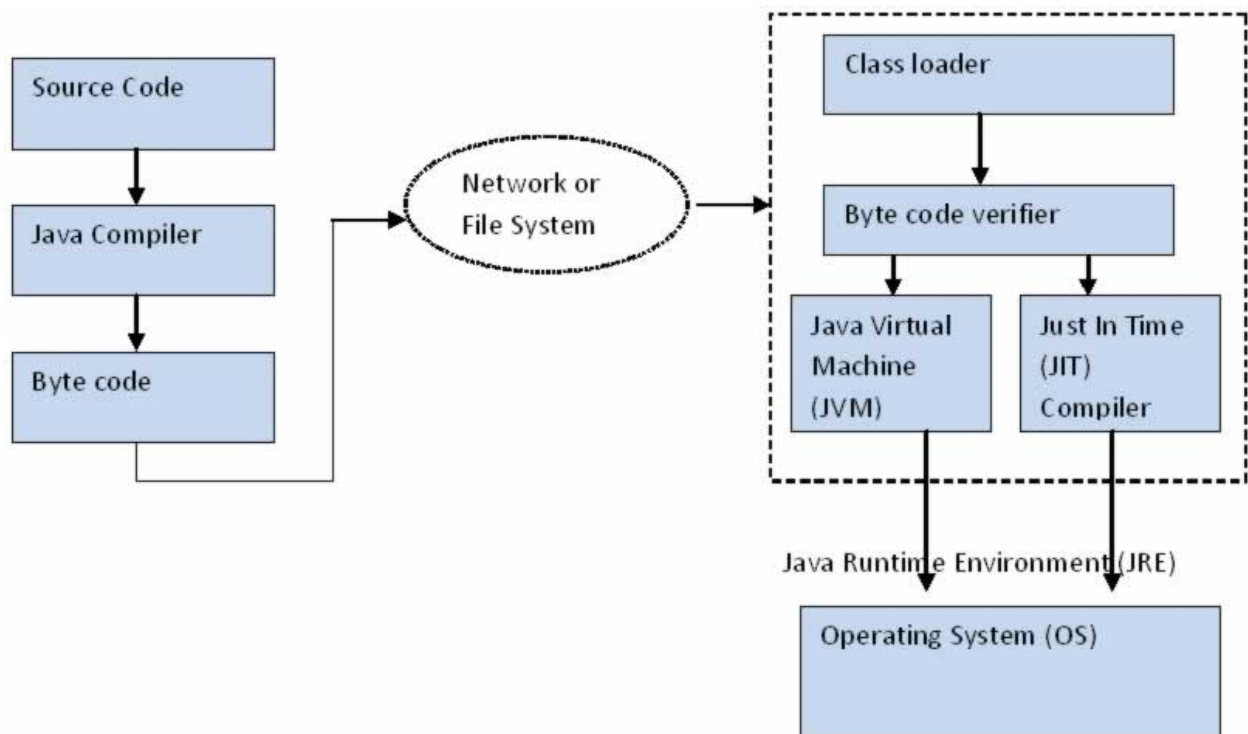 Source Code
Java Compiler
Byte code
Network or
File System
Class loader
Byte code verifier
Java Virtual
Machine
(JVM)
Just In Time
(JIT)
Compiler
Java Runtime Environment (JRE)
Operating System (OS)